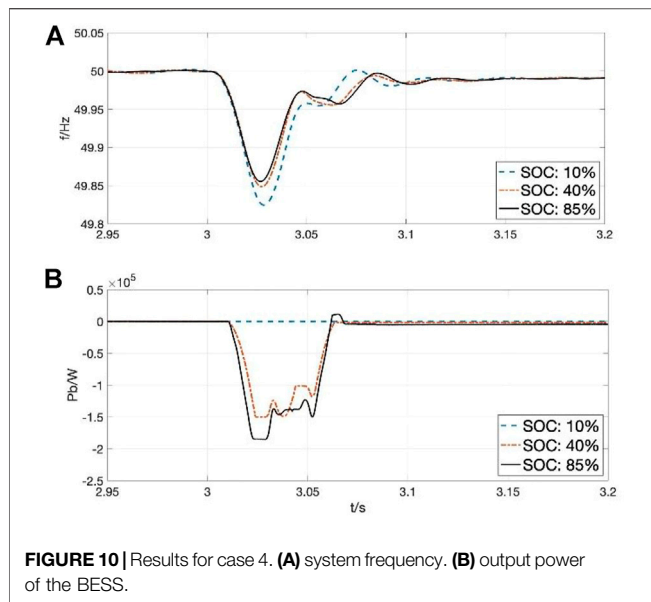 A
50.05
50
49.95
49.9
49.85
49.8
f/Hz
SOC: 10%
SOC: 40%
SOC: 85%
2.95 3 3.05 3.1 3.15 3.2
B
×10⁵
0.5
0
-0.5
-1
-1.5
-2
-2.5
Pb/W
SOC: 10%
SOC: 40%
SOC: 85%
2.95 3 3.05 3.1 3.15 3.2
t/s
FIGURE 10 | Results for case 4. (A) system frequency. (B) output power
of the BESS.